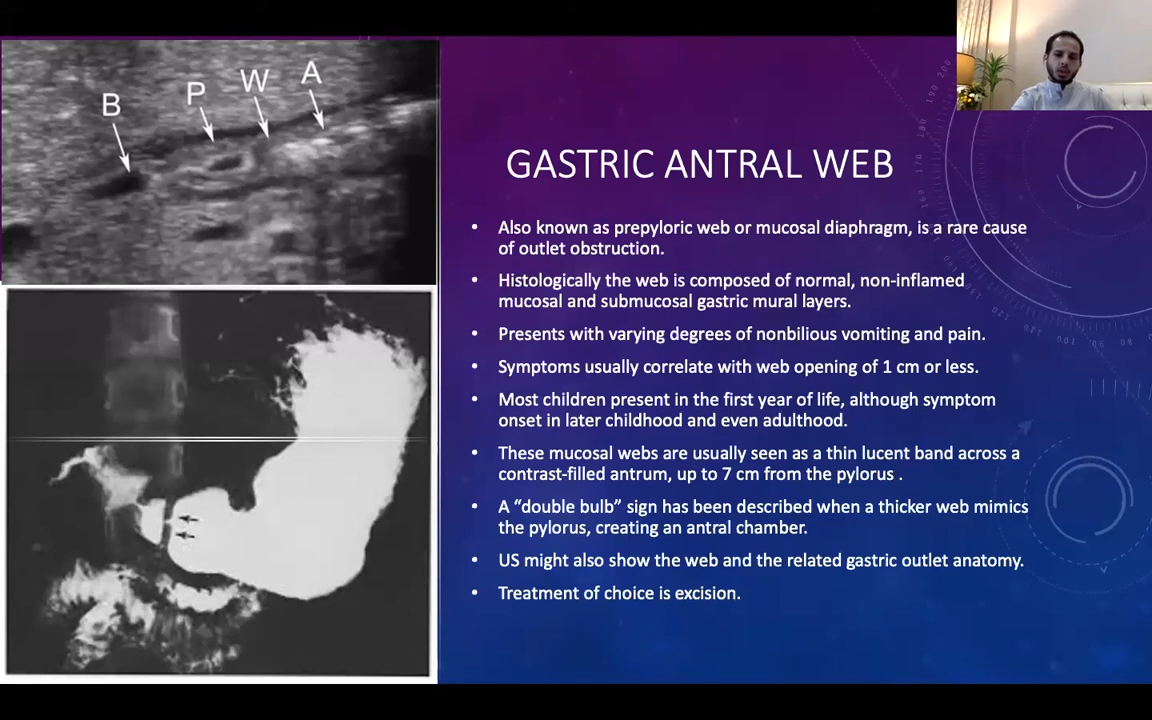 B P W A
GASTRIC ANTRAL WEB
• Also known as prepyloric web or mucosal diaphragm, is a rare cause
of outlet obstruction.
• Histologically the web is composed of normal, non-inflamed
mucosal and submucosal gastric mural layers.
• Presents with varying degrees of nonbilious vomiting and pain.
• Symptoms usually correlate with web opening of 1 cm or less.
• Most children present in the first year of life, although symptom
onset in later childhood and even adulthood.
• These mucosal webs are usually seen as a thin lucent band across a
contrast-filled antrum, up to 7 cm from the pylorus .
• A “double bulb” sign has been described when a thicker web mimics
the pylorus, creating an antral chamber.
• US might also show the web and the related gastric outlet anatomy.
• Treatment of choice is excision.